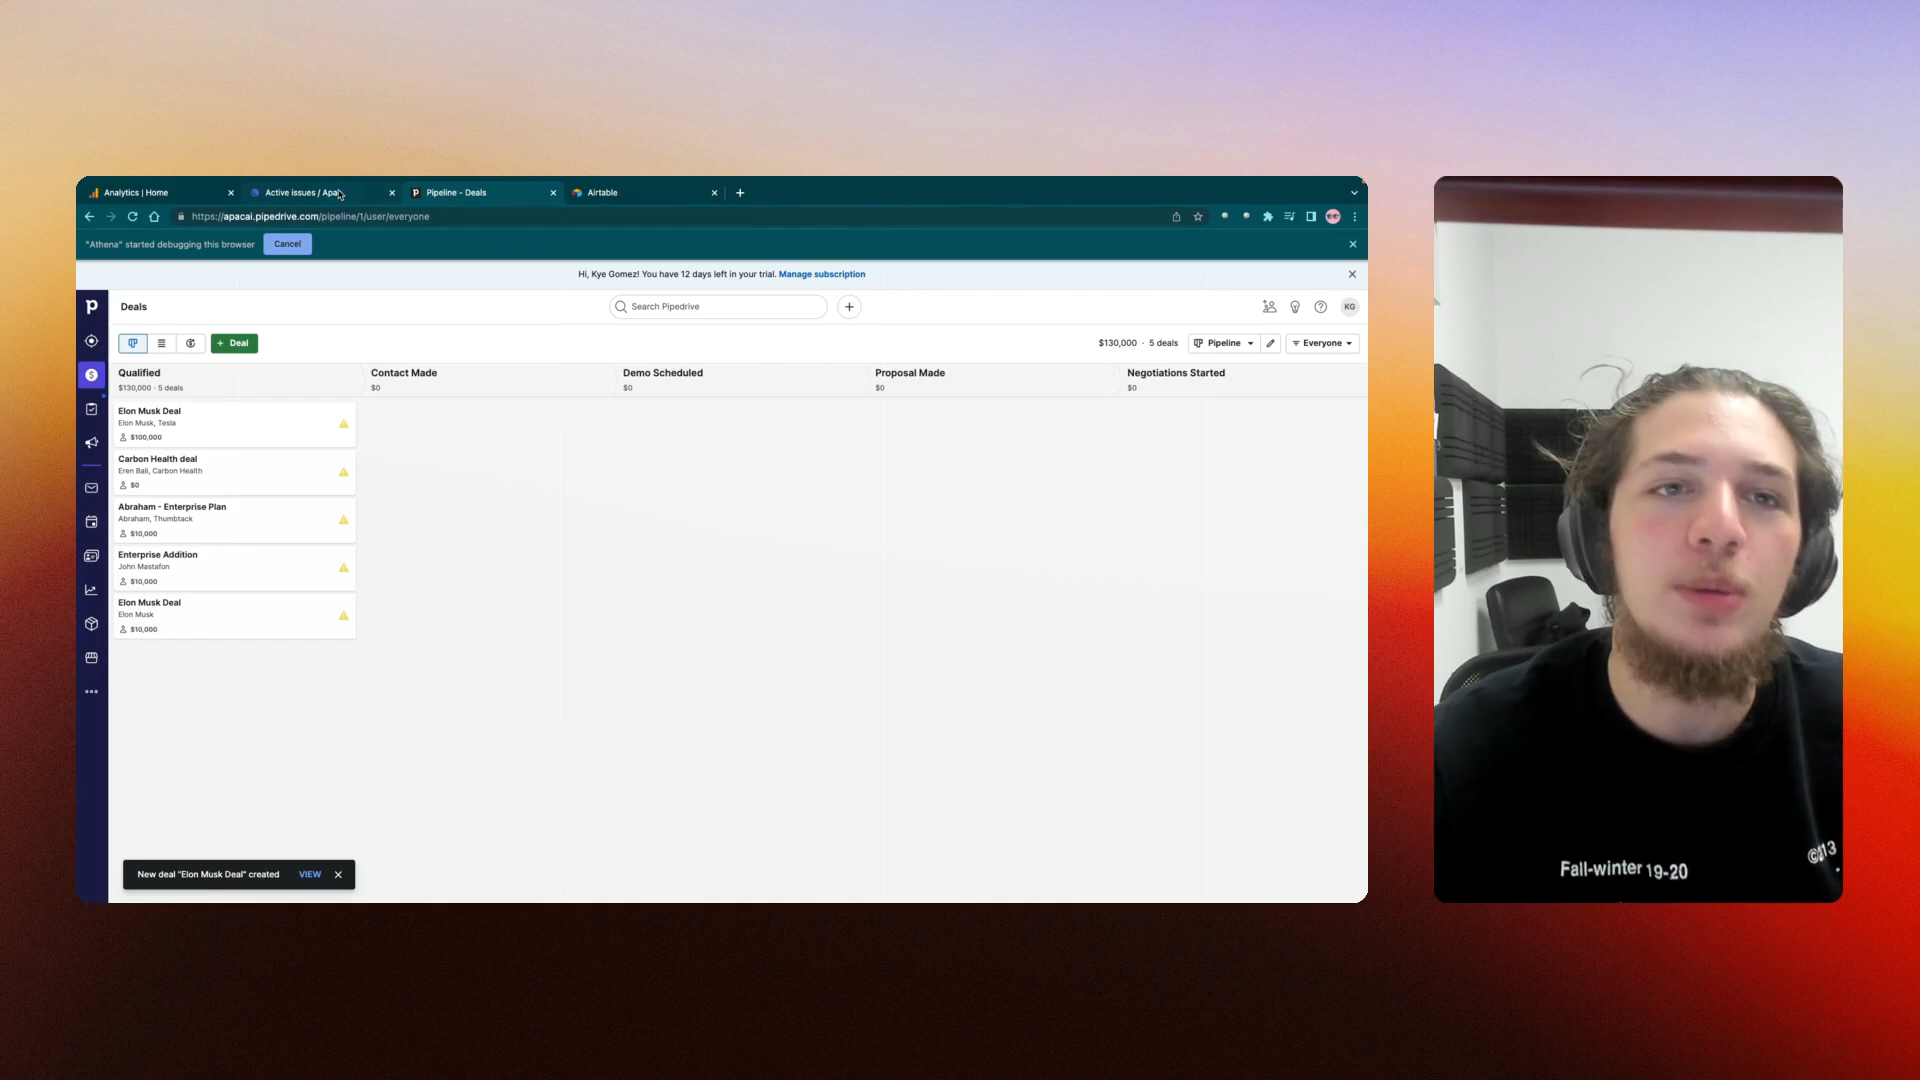 Analytics | Home
Active issues / Apa
Pipeline - Deals
Airtable
https://apacai.pipedrive.com/pipeline/1/user/everyone
"Athena" started debugging this browser
Cancel
Hi, Kye Gomez! You have 12 days left in your trial. Manage subscription
Deals
Search Pipedrive
KG
+ Deal
$130,000 · 5 deals
Pipeline
Everyone
Qualified
$130,000 · 5 deals
Contact Made
$0
Demo Scheduled
$0
Proposal Made
$0
Negotiations Started
$0
Elon Musk Deal
Elon Musk, Tesla
$100,000
Carbon Health deal
Eren Bali, Carbon Health
$0
Abraham - Enterprise Plan
Abraham, Thumbtack
$10,000
Enterprise Addition
John Mastafon
$10,000
Elon Musk Deal
Elon Musk
$10,000
New deal "Elon Musk Deal" created
VIEW
Fall-winter 19-20